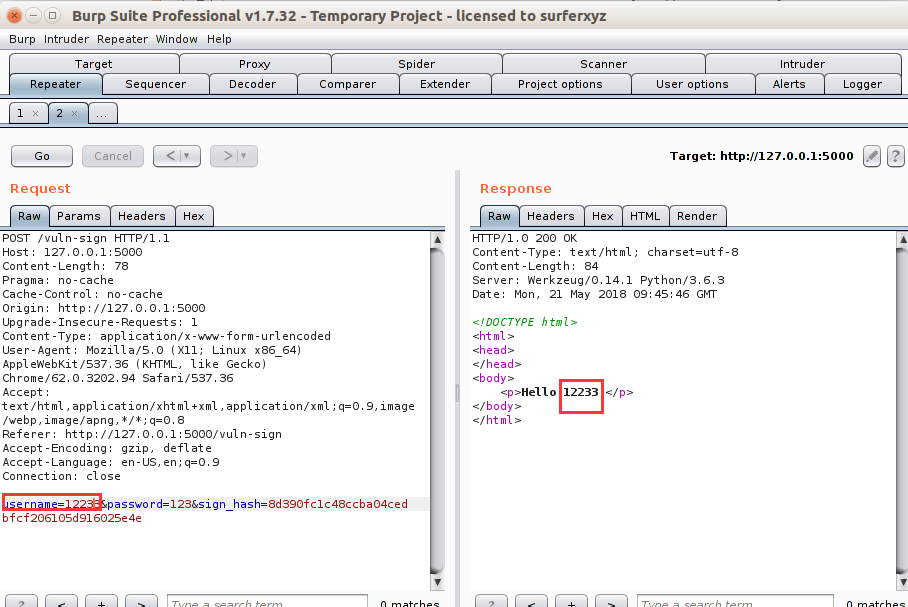 Burp Suite Professional v1.7.32 - Temporary Project - licensed to surferxyz
Burp Intruder Repeater Window Help
Target Proxy Spider Scanner Intruder
Repeater Sequencer Decoder Comparer Extender Project options User options Alerts Logger
1 × 2 × ...
Go Cancel < > Target: http://127.0.0.1:5000 ?
Request
Raw Params Headers Hex
POST /vuln-sign HTTP/1.1
Host: 127.0.0.1:5000
Content-Length: 78
Pragma: no-cache
Cache-Control: no-cache
Origin: http://127.0.0.1:5000
Upgrade-Insecure-Requests: 1
Content-Type: application/x-www-form-urlencoded
User-Agent: Mozilla/5.0 (X11; Linux x86_64)
AppleWebKit/537.36 (KHTML, like Gecko)
Chrome/62.0.3202.94 Safari/537.36
Accept:
text/html,application/xhtml+xml,application/xml;q=0.9,image
/webp,image/apng,*/*;q=0.8
Referer: http://127.0.0.1:5000/vuln-sign
Accept-Encoding: gzip, deflate
Accept-Language: en-US,en;q=0.9
Connection: close
username=12233&password=123&sign_hash=8d390fc1c48ccba04ced
bfcf206105d916025e4e
? < + > Type a search term 0 matches
Response
Raw Headers Hex HTML Render
HTTP/1.0 200 OK
Content-Type: text/html; charset=utf-8
Content-Length: 84
Server: Werkzeug/0.14.1 Python/3.6.3
Date: Mon, 21 May 2018 09:45:46 GMT
<!DOCTYPE html>
<html>
<head>
</head>
<body>
<p>Hello 12233 </p>
</body>
</html>
? < + > Type a search term 0 matches